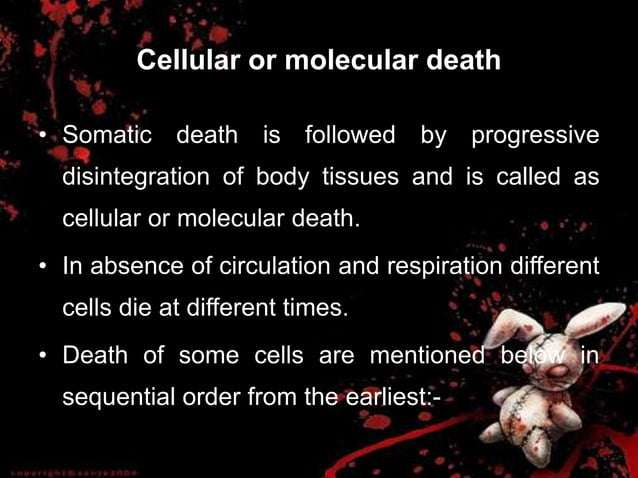 Cellular or molecular death
• Somatic death is followed by progressive
disintegration of body tissues and is called as
cellular or molecular death.
• In absence of circulation and respiration different
cells die at different times.
• Death of some cells are mentioned below in
sequential order from the earliest:-